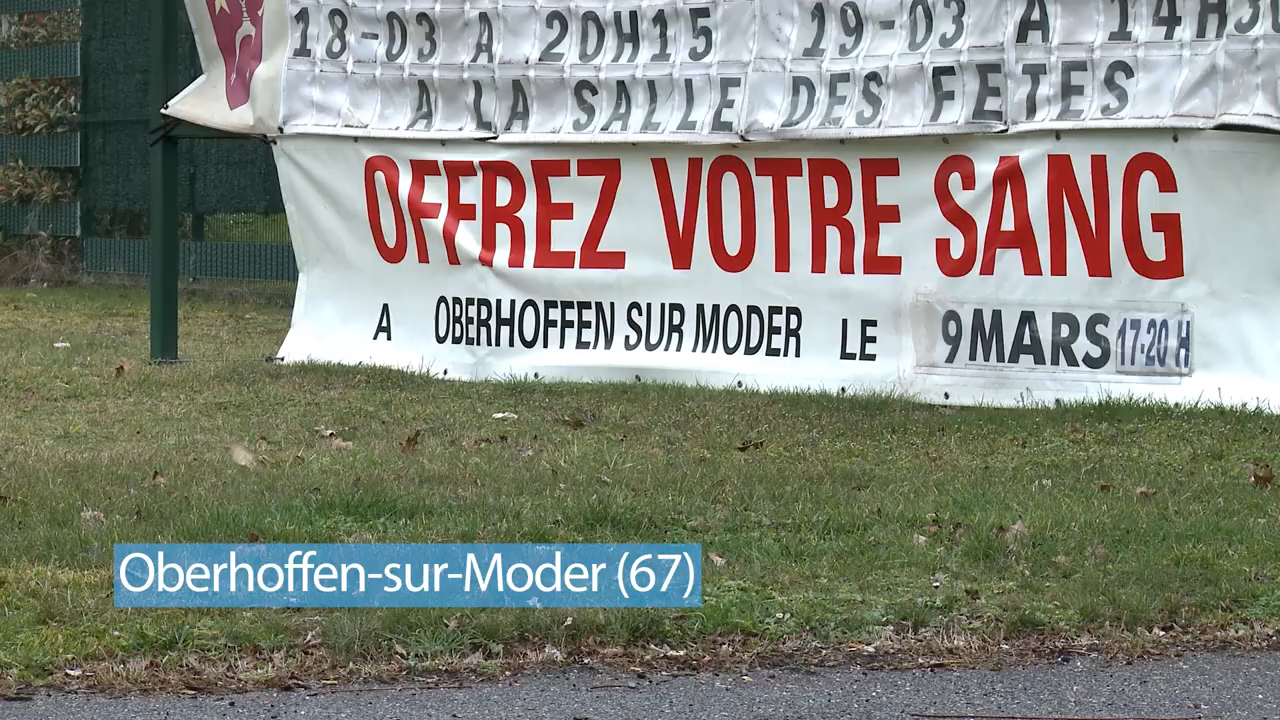 18-03 A 20H15 19-03 A 14H30
A LA SALLE DES FETES
OFFREZ VOTRE SANG
A OBERHOFFEN SUR MODER LE 9 MARS 17-20 H
Oberhoffen-sur-Moder (67)